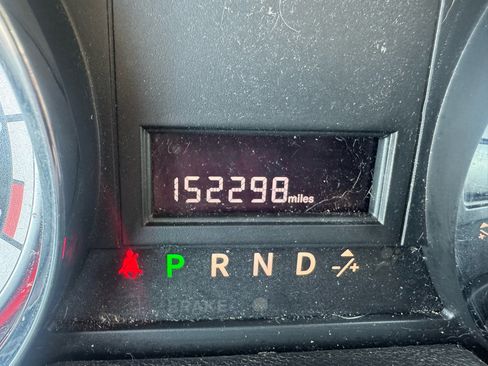 152298 miles
P R N D -/+
BRAKE